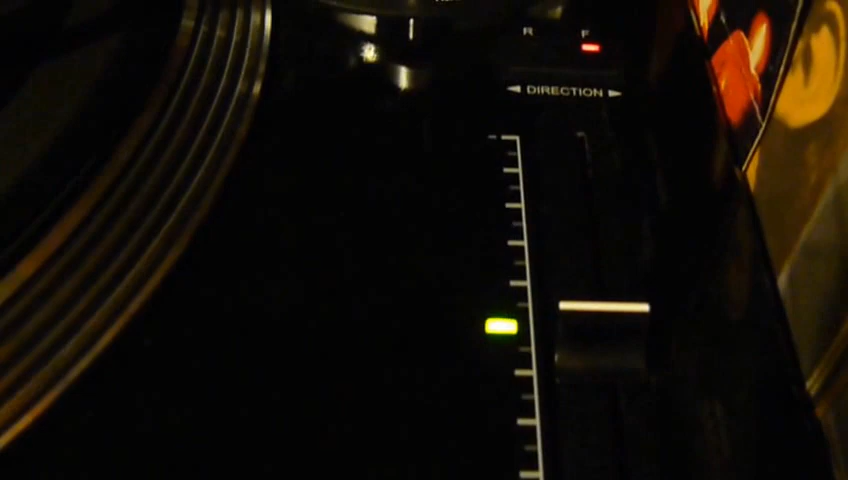 R F
◄ DIRECTION ►